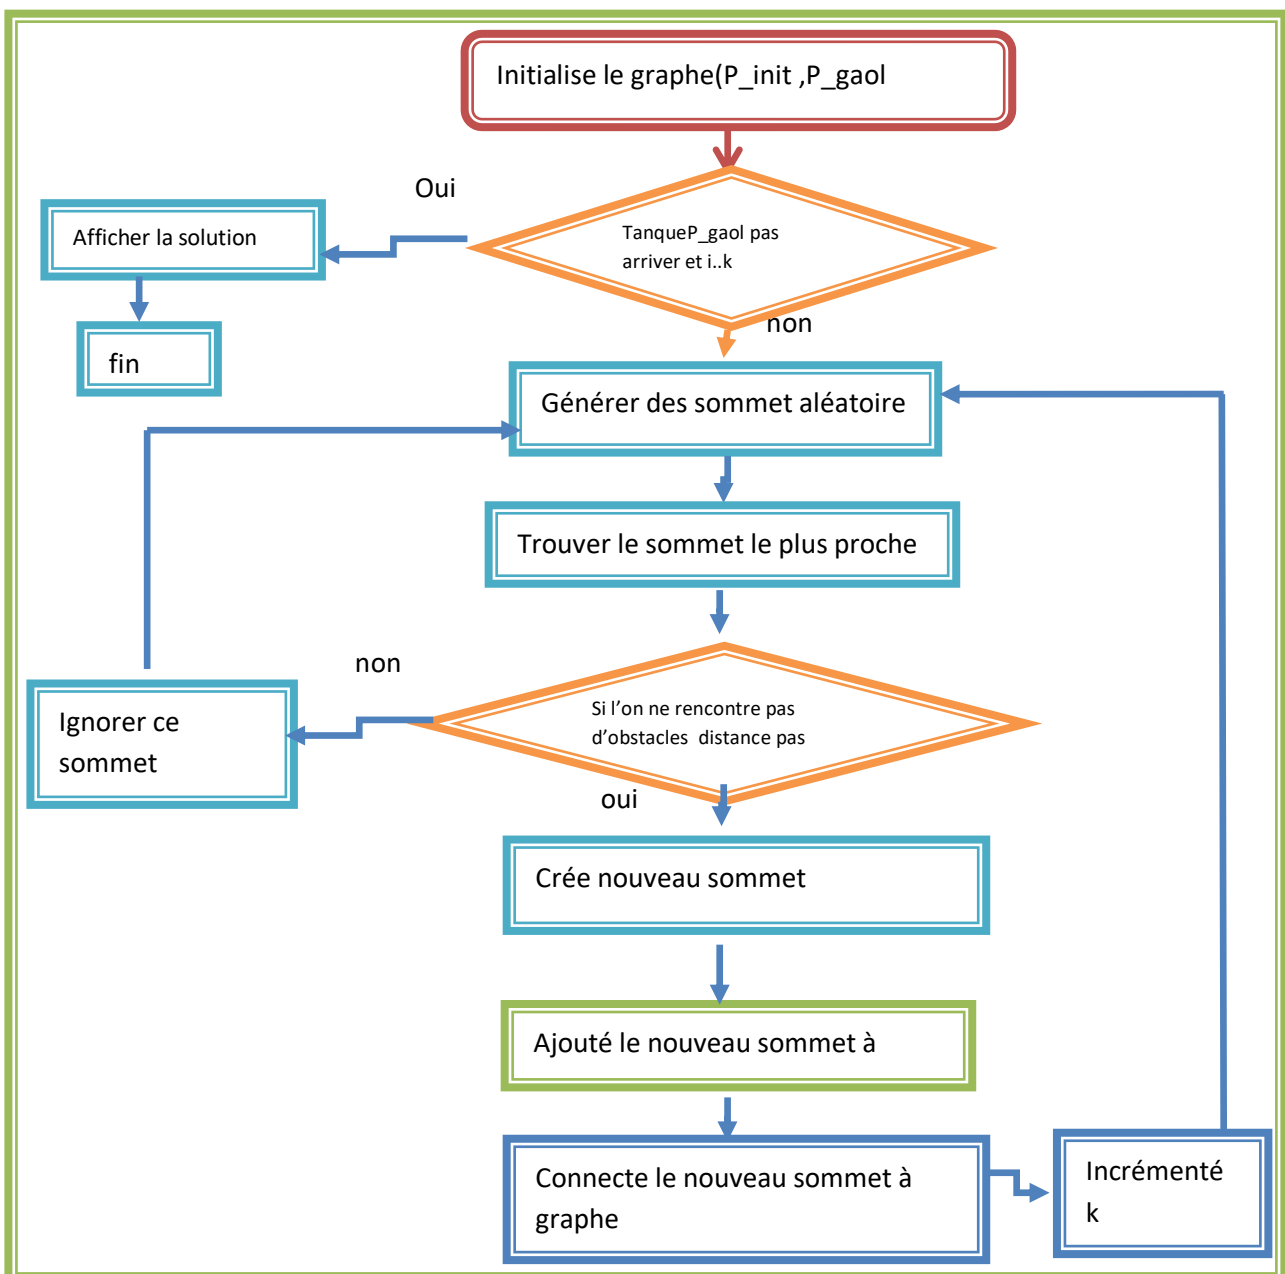 Initialise le graphe(P_init ,P_gaol
Oui
Afficher la solution
TanqueP_gaol pas
arriver et i..k
non
fin
Générer des sommet aléatoire
Trouver le sommet le plus proche
non
Si l'on ne rencontre pas
d'obstacles distance pas
Ignorer ce
sommet
oui
Crée nouveau sommet
Ajouté le nouveau sommet à
Connecte le nouveau sommet à
graphe
Incrémenté
k